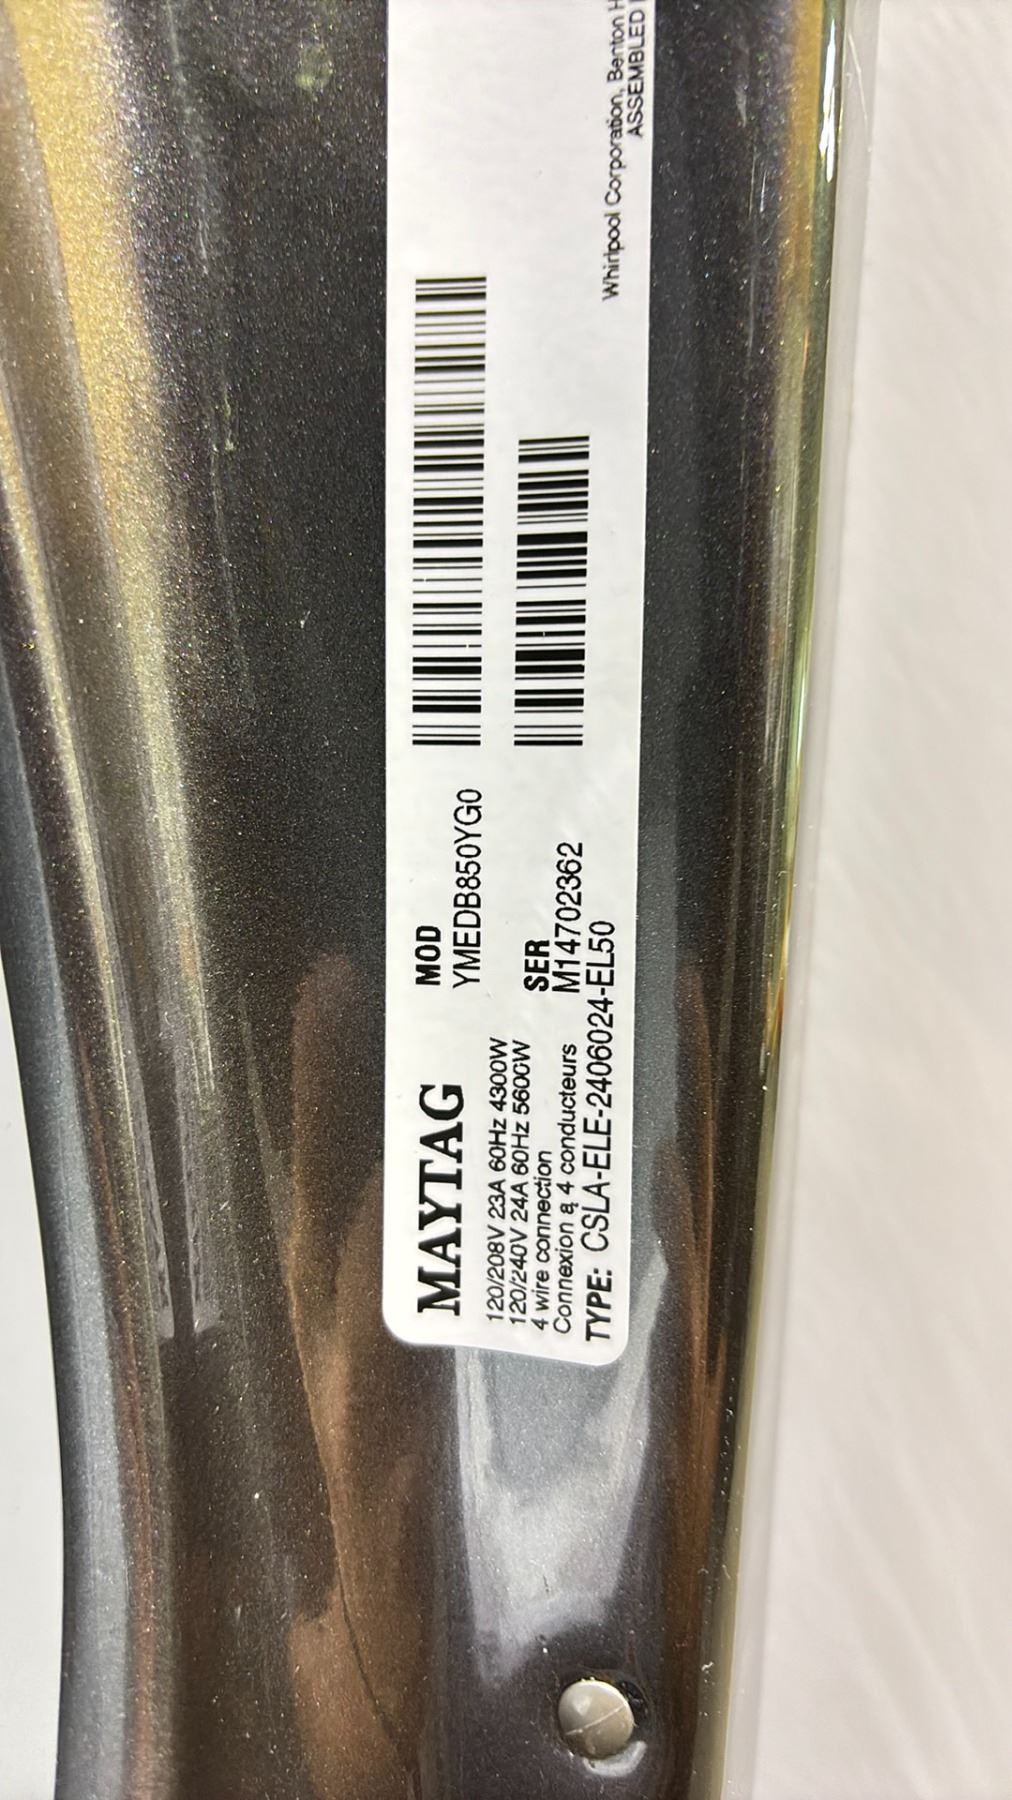 MAYTAG
120/208V 23A 60Hz 4300W
120/240V 24A 60Hz 5600W
4 wire connection
Connexion ą 4 conducteurs
TYPE: CSLA-ELE-2406024-EL50
MOD
YMEDB850YG0
SER
M14702362
Whirlpool Corporation, Benton H
ASSEMBLED